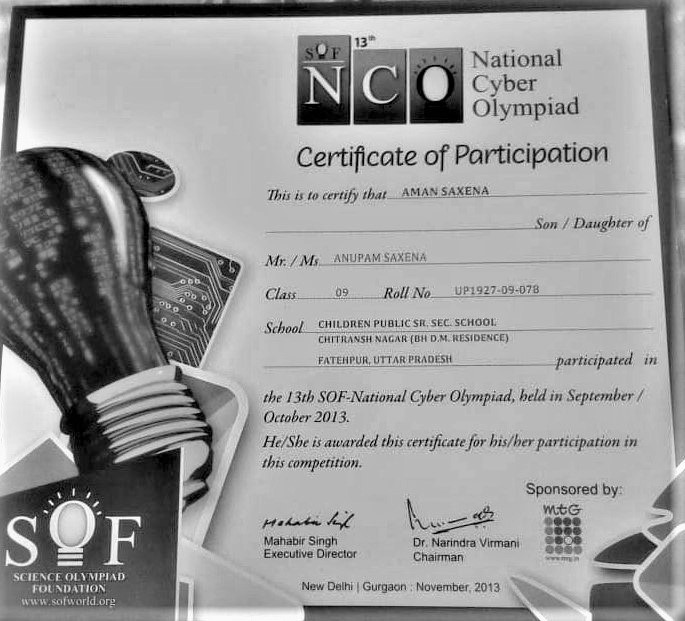 SOF 13th
NCO National
Cyber
Olympiad
Certificate of Participation
This is to certify that AMAN SAXENA
Son / Daughter of
Mr. / Ms. ANUPAM SAXENA
Class 09 Roll No UP1927-09-078
School CHILDREN PUBLIC SR. SEC. SCHOOL
CHITRANSH NAGAR (BH D.M. RESIDENCE)
FATEHPUR, UTTAR PRADESH participated in
the 13th SOF-National Cyber Olympiad, held in September /
October 2013.
He/She is awarded this certificate for his/her participation in
this competition.
Sponsored by:
mtG
www.mtg.in
Mahabir Singh
Mahabir Singh
Executive Director
Dr. Narindra Virmani
Chairman
New Delhi | Gurgaon : November, 2013
SOF
SCIENCE OLYMPIAD
FOUNDATION
www.sofworld.org